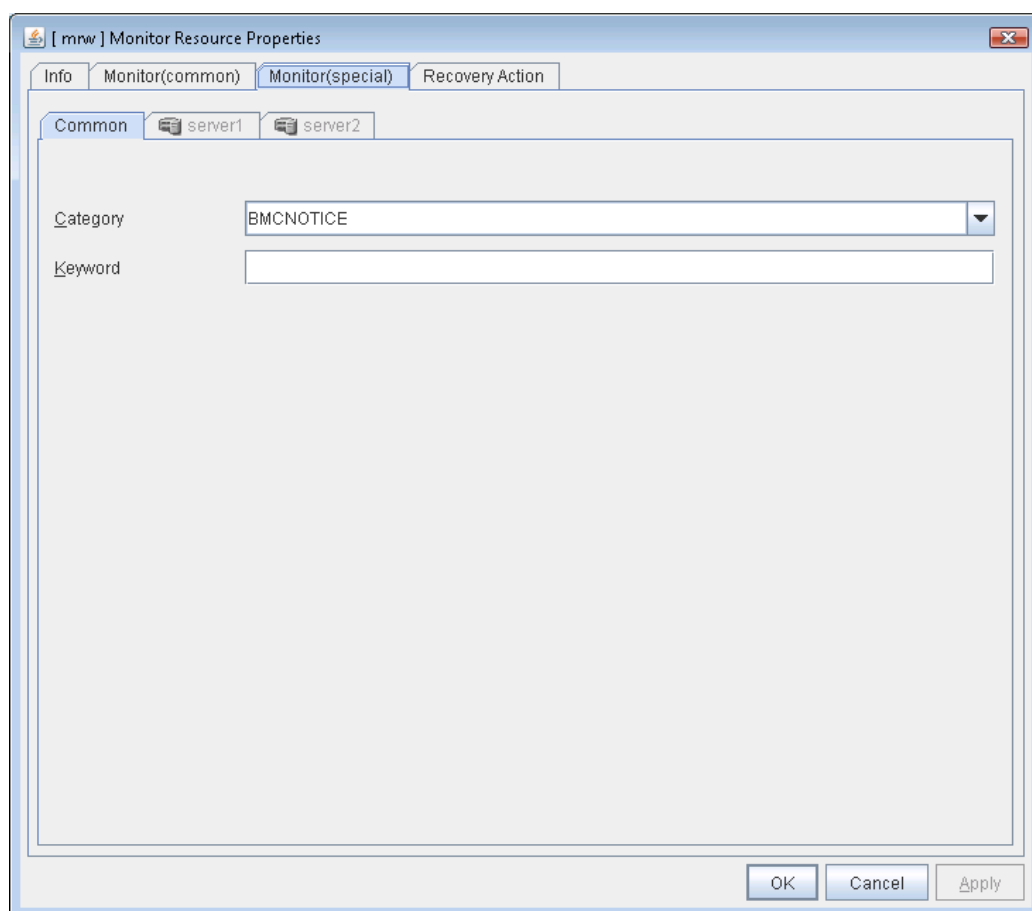 [ mrw ] Monitor Resource Properties
Info Monitor(common) Monitor(special) Recovery Action
Common server1 server2
Category BMCNOTICE
Keyword
OK Cancel Apply